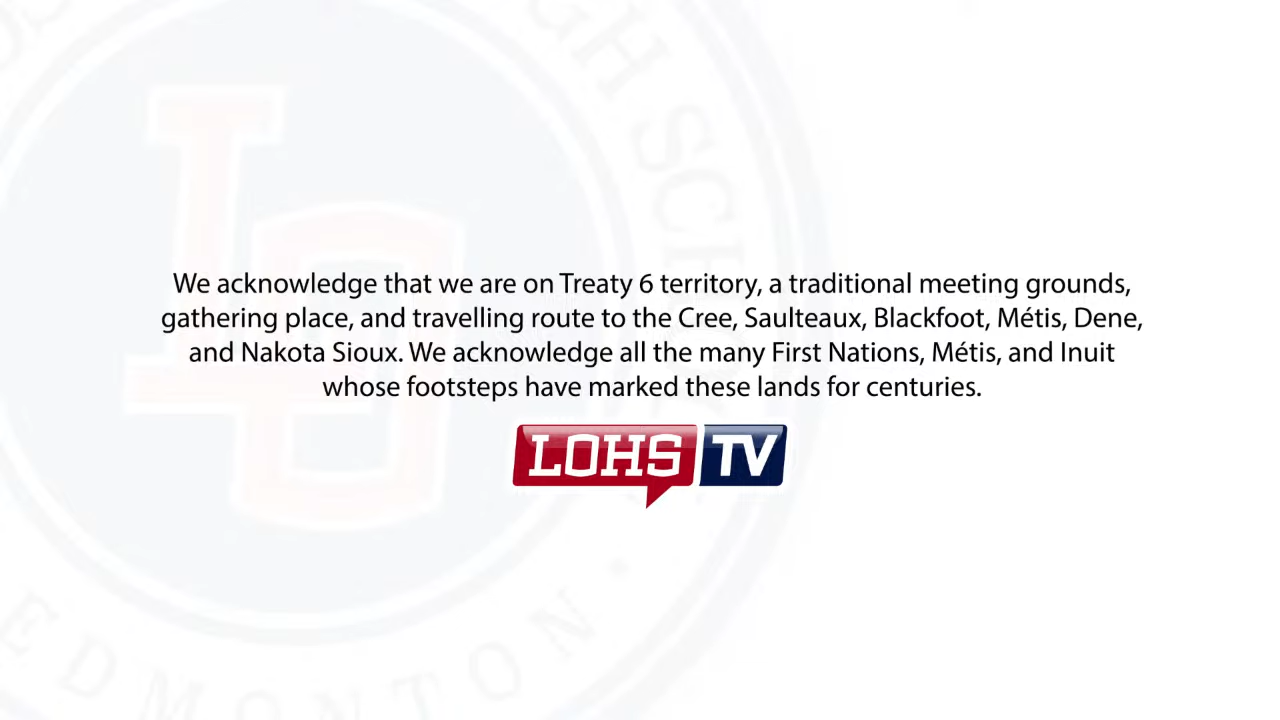 We acknowledge that we are on Treaty 6 territory, a traditional meeting grounds,
gathering place, and travelling route to the Cree, Saulteaux, Blackfoot, Métis, Dene,
and Nakota Sioux. We acknowledge all the many First Nations, Métis, and Inuit
whose footsteps have marked these lands for centuries.
LOHS TV
LO
EDMONTON